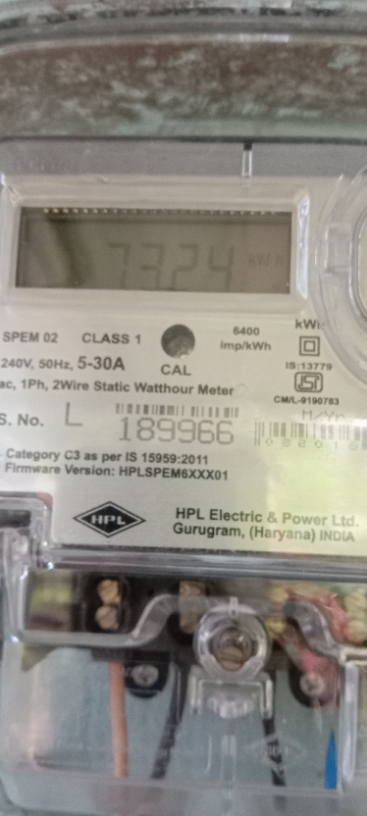 7324 kWh
SPEM 02 CLASS 1 6400 imp/kWh kWh
240V, 50Hz, 5-30A CAL IS:13779
ac, 1Ph, 2Wire Static Watthour Meter CM/L-9190783
S. No. L 189966 M/Yr.
Category C3 as per IS 15959:2011
Firmware Version: HPLSPEM6XXX01
HPL HPL Electric & Power Ltd.
Gurugram, (Haryana) INDIA